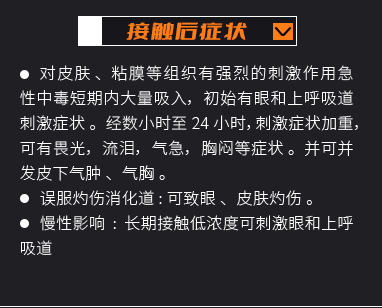 接触后症状
● 对皮肤、粘膜等组织有强烈的刺激作用急
性中毒短期内大量吸入，初始有眼和上呼吸道
刺激症状。经数小时至 24 小时，刺激症状加重，
可有畏光，流泪，气急，胸闷等症状。并可并
发皮下气肿、气胸。
● 误服灼伤消化道：可致眼、皮肤灼伤。
● 慢性影响：长期接触低浓度可刺激眼和上呼
吸道